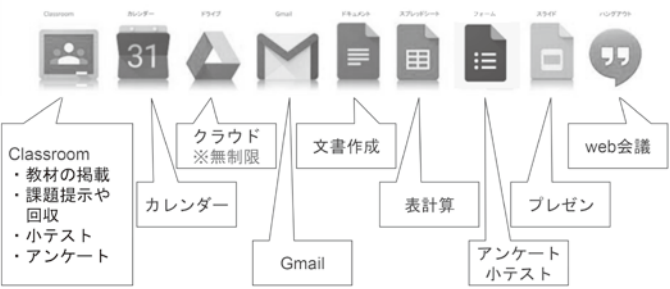 Classroom
カレンダー
ドライブ
Gmail
ドキュメント
スプレッドシート
フォーム
スライド
ハングアウト
31
クラウド
※無制限
文書作成
web会議
Classroom
・教材の掲載
・課題提示や
回収
・小テスト
・アンケート
カレンダー
表計算
プレゼン
Gmail
アンケート
小テスト